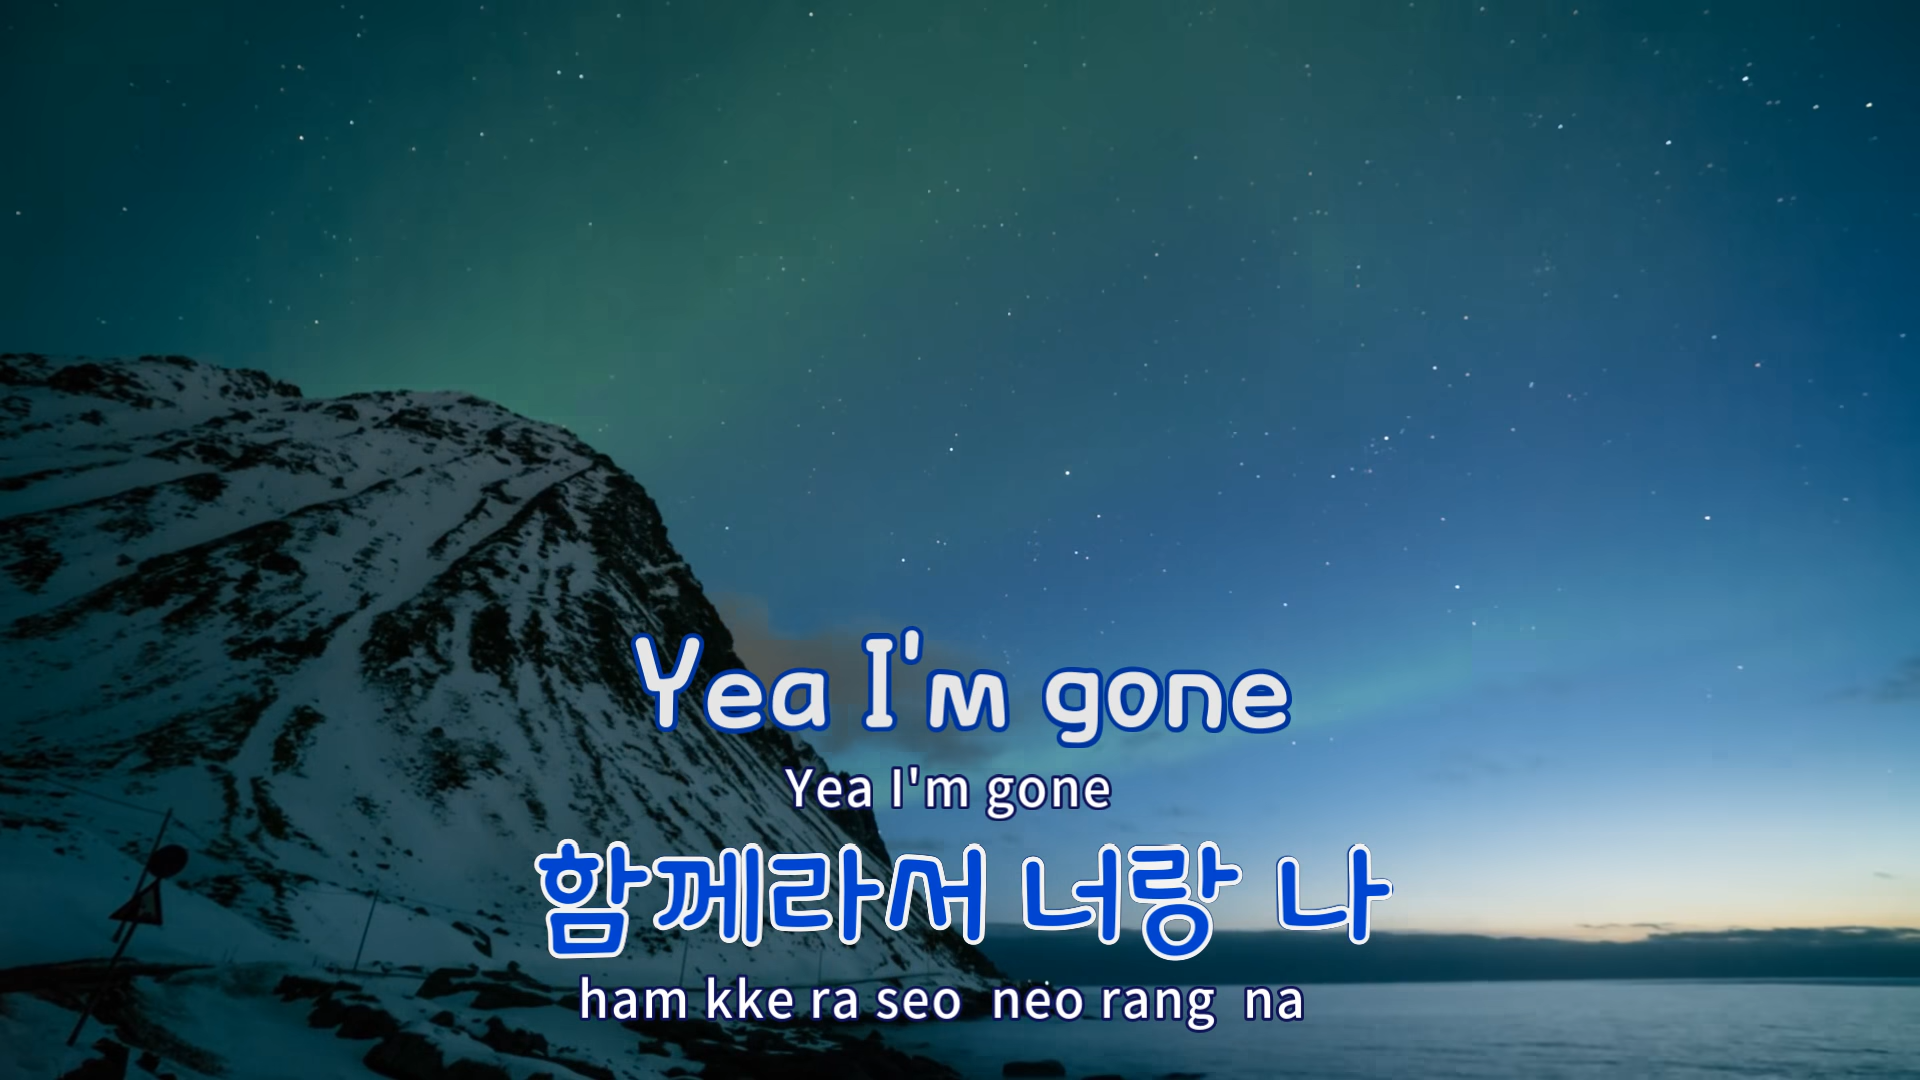 Yea I'm gone
Yea I'm gone
함께라서 너랑 나
ham kke ra seo neo rang na